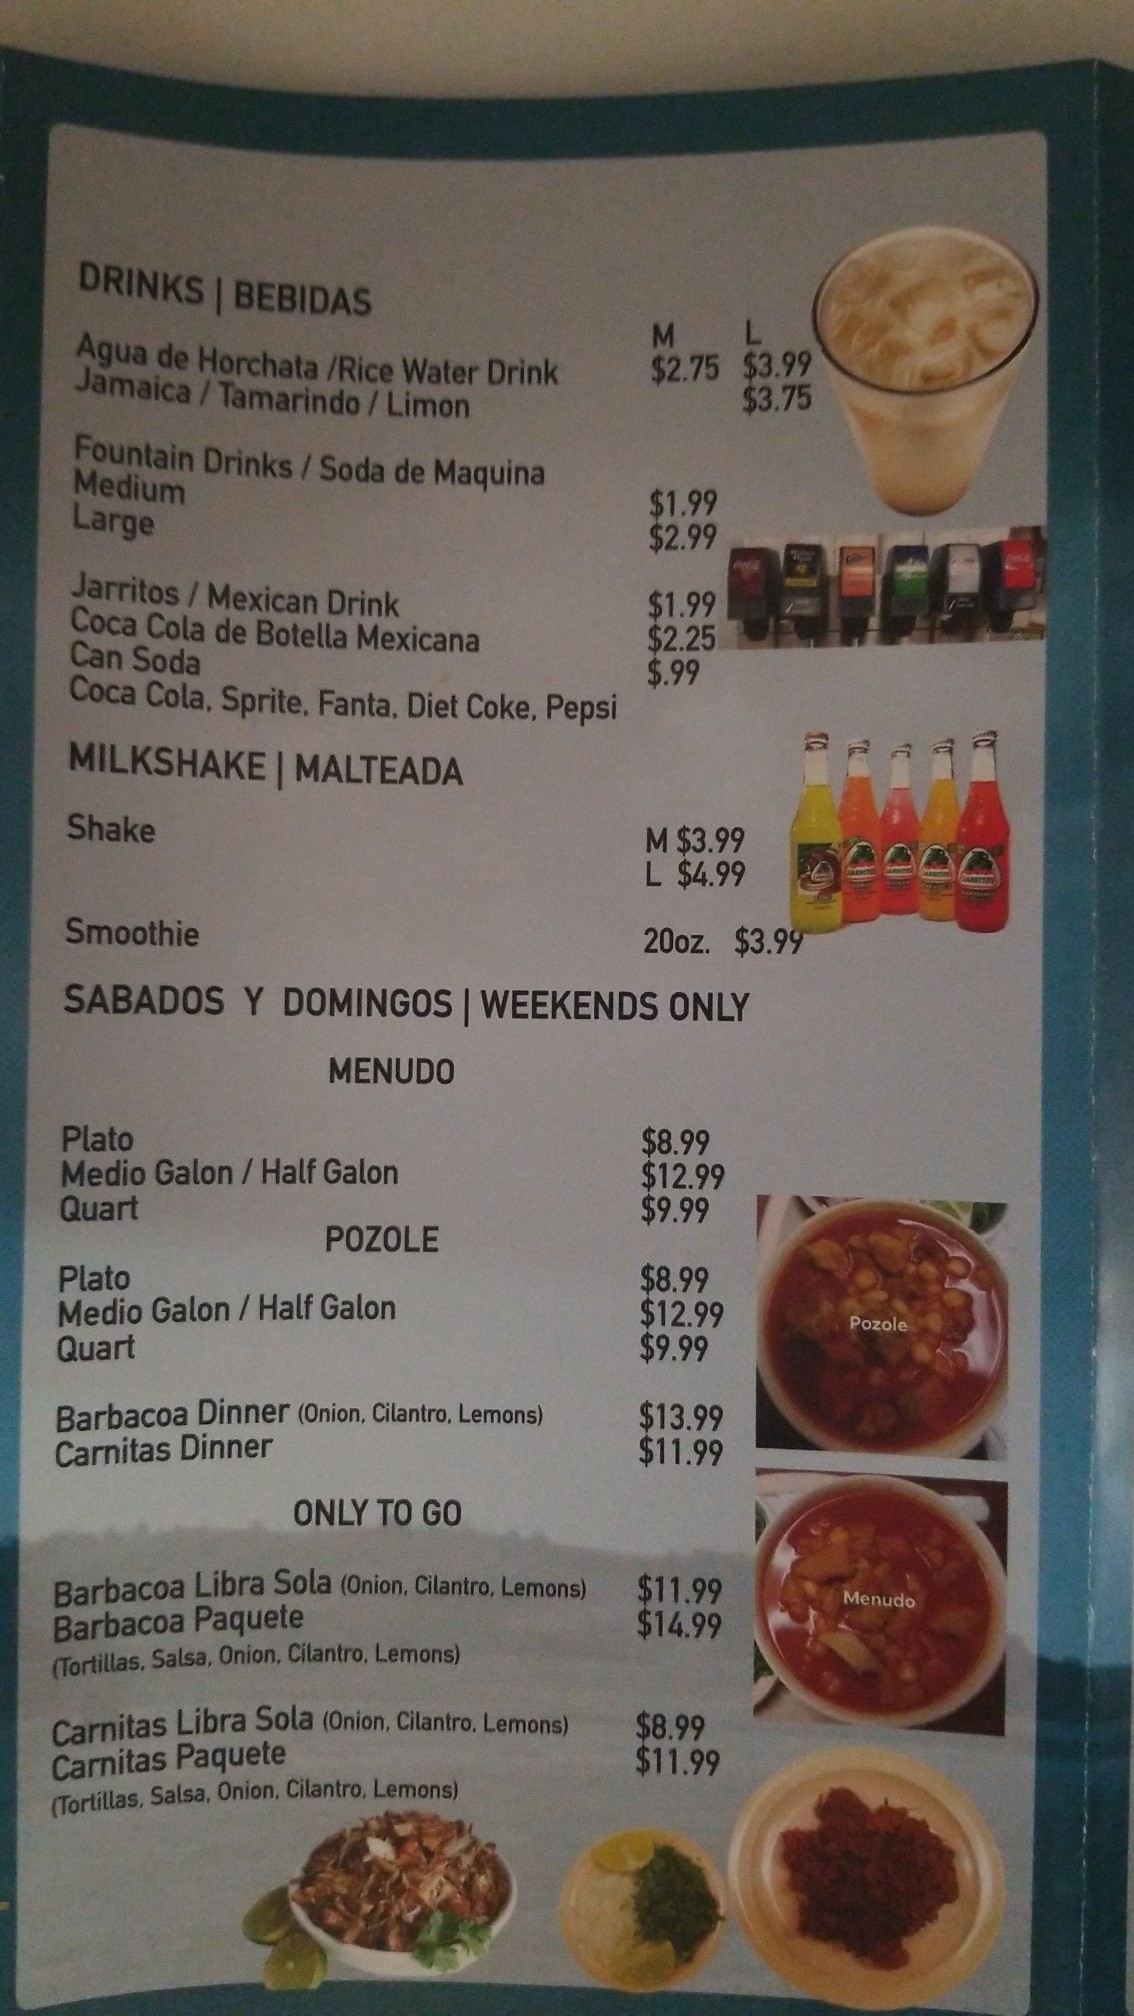 DRINKS | BEBIDAS
M L
Agua de Horchata /Rice Water Drink $2.75 $3.99
Jamaica / Tamarindo / Limon $3.75
Fountain Drinks / Soda de Maquina
Medium $1.99
Large $2.99
Jarritos / Mexican Drink $1.99
Coca Cola de Botella Mexicana $2.25
Can Soda $.99
Coca Cola, Sprite, Fanta, Diet Coke, Pepsi
MILKSHAKE | MALTEADA
Shake M $3.99
L $4.99
Smoothie 20oz. $3.99
SABADOS Y DOMINGOS | WEEKENDS ONLY
MENUDO
Plato $8.99
Medio Galon / Half Galon $12.99
Quart $9.99
POZOLE
Plato $8.99
Medio Galon / Half Galon $12.99
Quart $9.99
Pozole
Barbacoa Dinner (Onion, Cilantro, Lemons) $13.99
Carnitas Dinner $11.99
ONLY TO GO
Barbacoa Libra Sola (Onion, Cilantro, Lemons) $11.99
Menudo
Barbacoa Paquete $14.99
(Tortillas, Salsa, Onion, Cilantro, Lemons)
Carnitas Libra Sola (Onion, Cilantro, Lemons) $8.99
Carnitas Paquete $11.99
(Tortillas, Salsa, Onion, Cilantro, Lemons)